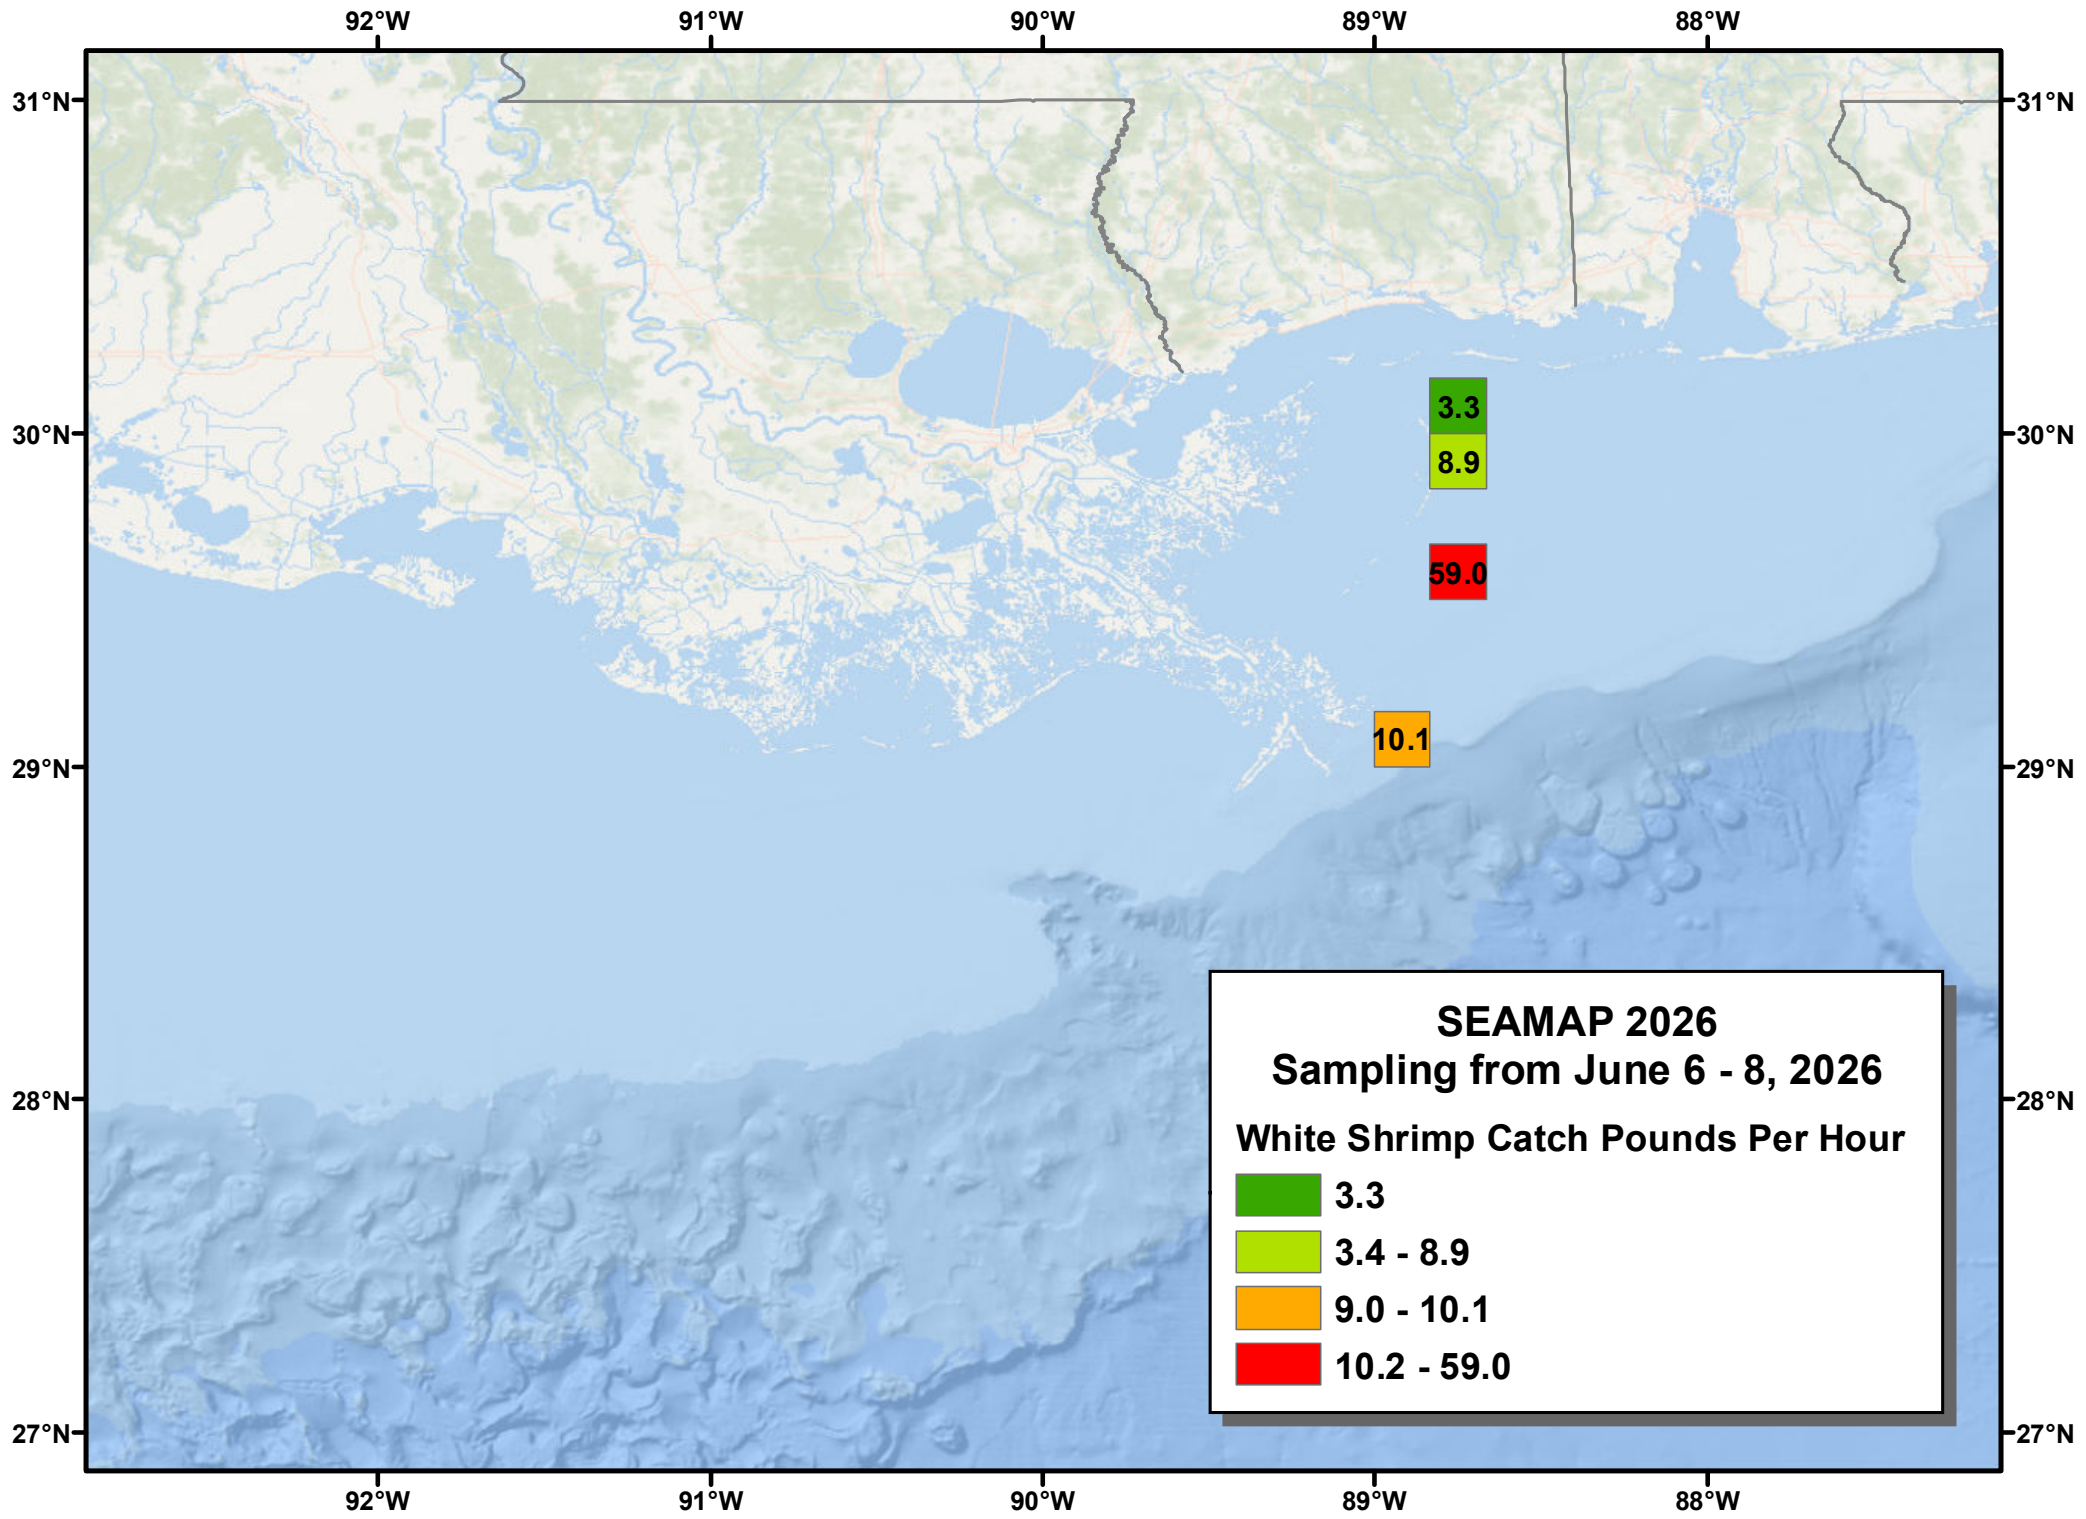 92°W 91°W 90°W 89°W 88°W
31°N 31°N
3.3
30°N 30°N
8.9
59.0
10.1
29°N 29°N
SEAMAP 2026
Sampling from June 6 - 8, 2026
28°N 28°N
White Shrimp Catch Pounds Per Hour
3.3
3.4 - 8.9
9.0 - 10.1
10.2 - 59.0
27°N 27°N
92°W 91°W 90°W 89°W 88°W